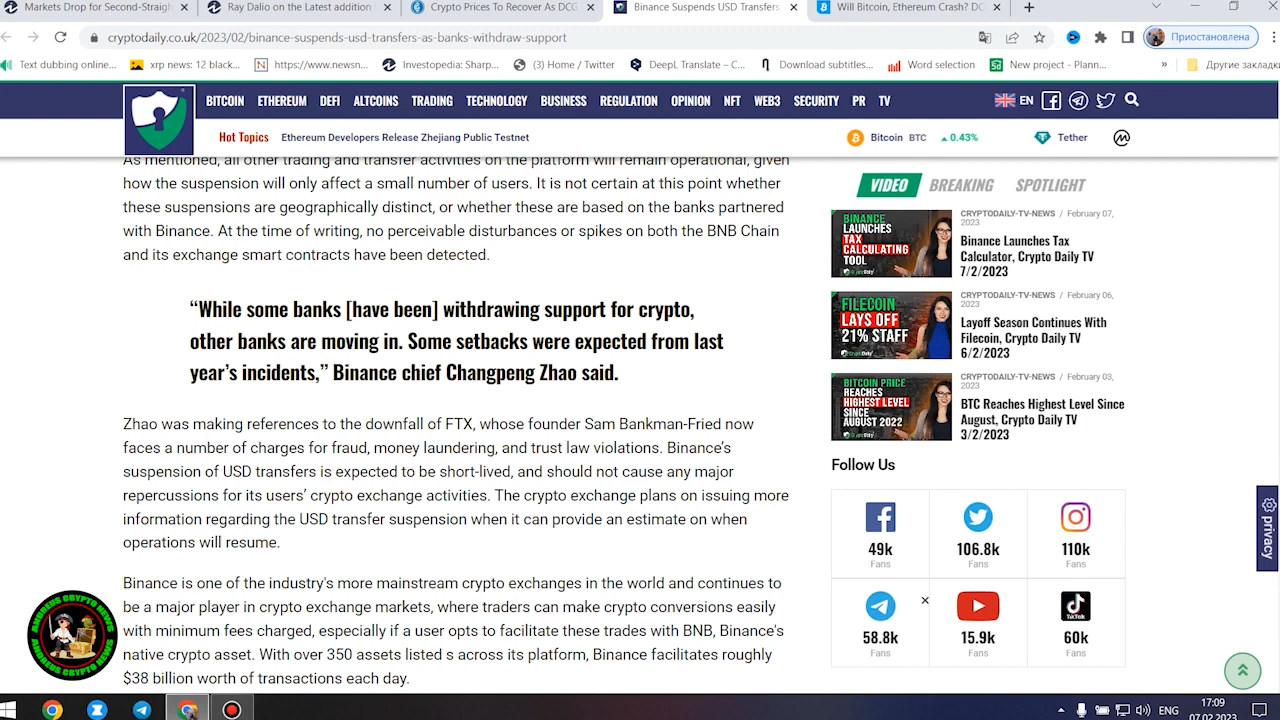 Markets Drop for Second-Straigh
Ray Dalio on the Latest addition
Crypto Prices To Recover As DCG
Binance Suspends USD Transfers
Will Bitcoin, Ethereum Crash? DC
cryptodaily.co.uk/2023/02/binance-suspends-usd-transfers-as-banks-withdraw-support
Приостановлена
Text dubbing online...
xrp news: 12 black...
https://www.newsn...
Investopedia: Sharp...
(3) Home / Twitter
DeepL Translate – C...
Download subtitles...
Word selection
New project - Plann...
»
Другие закладки
BITCOIN ETHEREUM DEFI ALTCOINS TRADING TECHNOLOGY BUSINESS REGULATION OPINION NFT WEB3 SECURITY PR TV
EN
Hot Topics
Ethereum Developers Release Zhejiang Public Testnet
Bitcoin BTC 0.43%
Tether
As mentioned, all other trading and transfer activities on the platform will remain operational, given
how the suspension will only affect a small number of users. It is not certain at this point whether
these suspensions are geographically distinct, or whether these are based on the banks partnered
with Binance. At the time of writing, no perceivable disturbances or spikes on both the BNB Chain
and its exchange smart contracts have been detected.
“While some banks [have been] withdrawing support for crypto,
other banks are moving in. Some setbacks were expected from last
year’s incidents,” Binance chief Changpeng Zhao said.
Zhao was making references to the downfall of FTX, whose founder Sam Bankman-Fried now
faces a number of charges for fraud, money laundering, and trust law violations. Binance’s
suspension of USD transfers is expected to be short-lived, and should not cause any major
repercussions for its users’ crypto exchange activities. The crypto exchange plans on issuing more
information regarding the USD transfer suspension when it can provide an estimate on when
operations will resume.
Binance is one of the industry's more mainstream crypto exchanges in the world and continues to
be a major player in crypto exchange markets, where traders can make crypto conversions easily
with minimum fees charged, especially if a user opts to facilitate these trades with BNB, Binance's
native crypto asset. With over 350 assets listed s across its platform, Binance facilitates roughly
$38 billion worth of transactions each day.
VIDEO BREAKING SPOTLIGHT
BINANCE
LAUNCHES
TAX
CALCULATING
TOOL
CRYPTODAILY-TV-NEWS / February 07,
2023
Binance Launches Tax
Calculator, Crypto Daily TV
7/2/2023
FILECOIN
LAYS OFF
21% STAFF
CRYPTODAILY-TV-NEWS / February 06,
2023
Layoff Season Continues With
Filecoin, Crypto Daily TV
6/2/2023
BITCOIN PRICE
REACHES
HIGHEST LEVEL
SINCE
AUGUST 2022
CRYPTODAILY-TV-NEWS / February 03,
2023
BTC Reaches Highest Level Since
August, Crypto Daily TV
3/2/2023
Follow Us
49k
Fans
106.8k
Fans
110k
Fans
58.8k
Fans
15.9k
Fans
TikTok
60k
Fans
privacy
ANDREUS CRYPTO NEWS
ANDREUS CRYPTO NEWS
ENG
17:09
07.02.2023